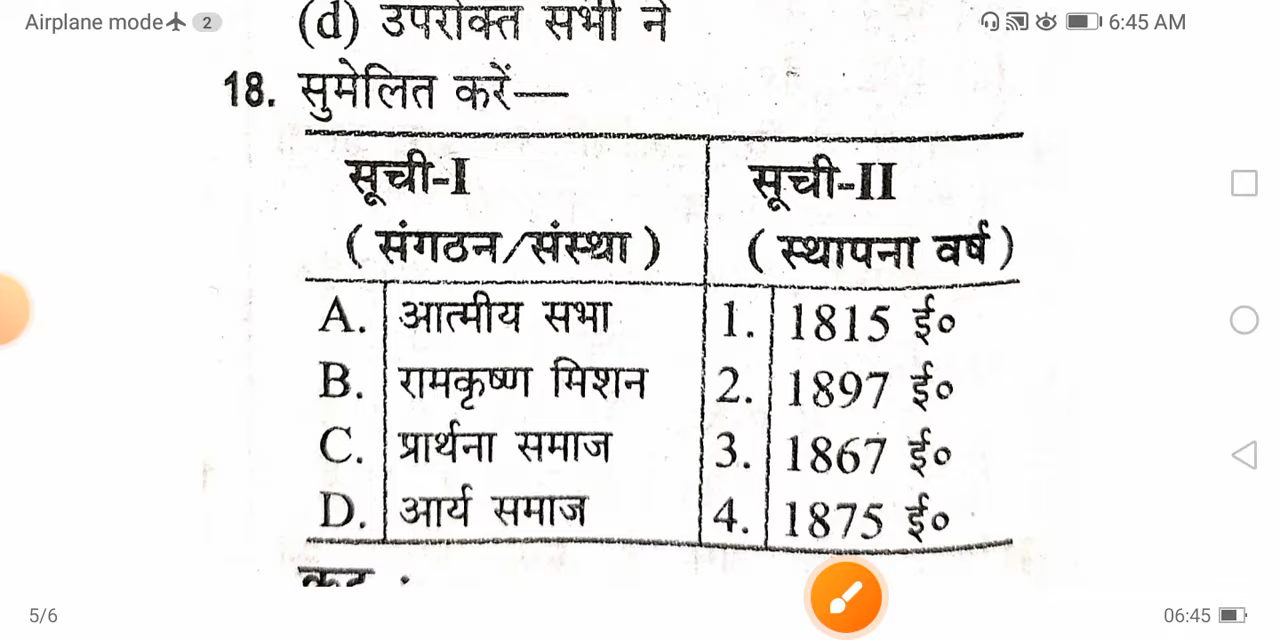 Airplane mode 2 6:45 AM
(d) उपरोक्त सभी ने
18. सुमेलित करें—
सूची-I सूची-II
(संगठन/संस्था) (स्थापना वर्ष)
A. आत्मीय सभा 1. 1815 ई०
B. रामकृष्ण मिशन 2. 1897 ई०
C. प्रार्थना समाज 3. 1867 ई०
D. आर्य समाज 4. 1875 ई०
5/6 06:45